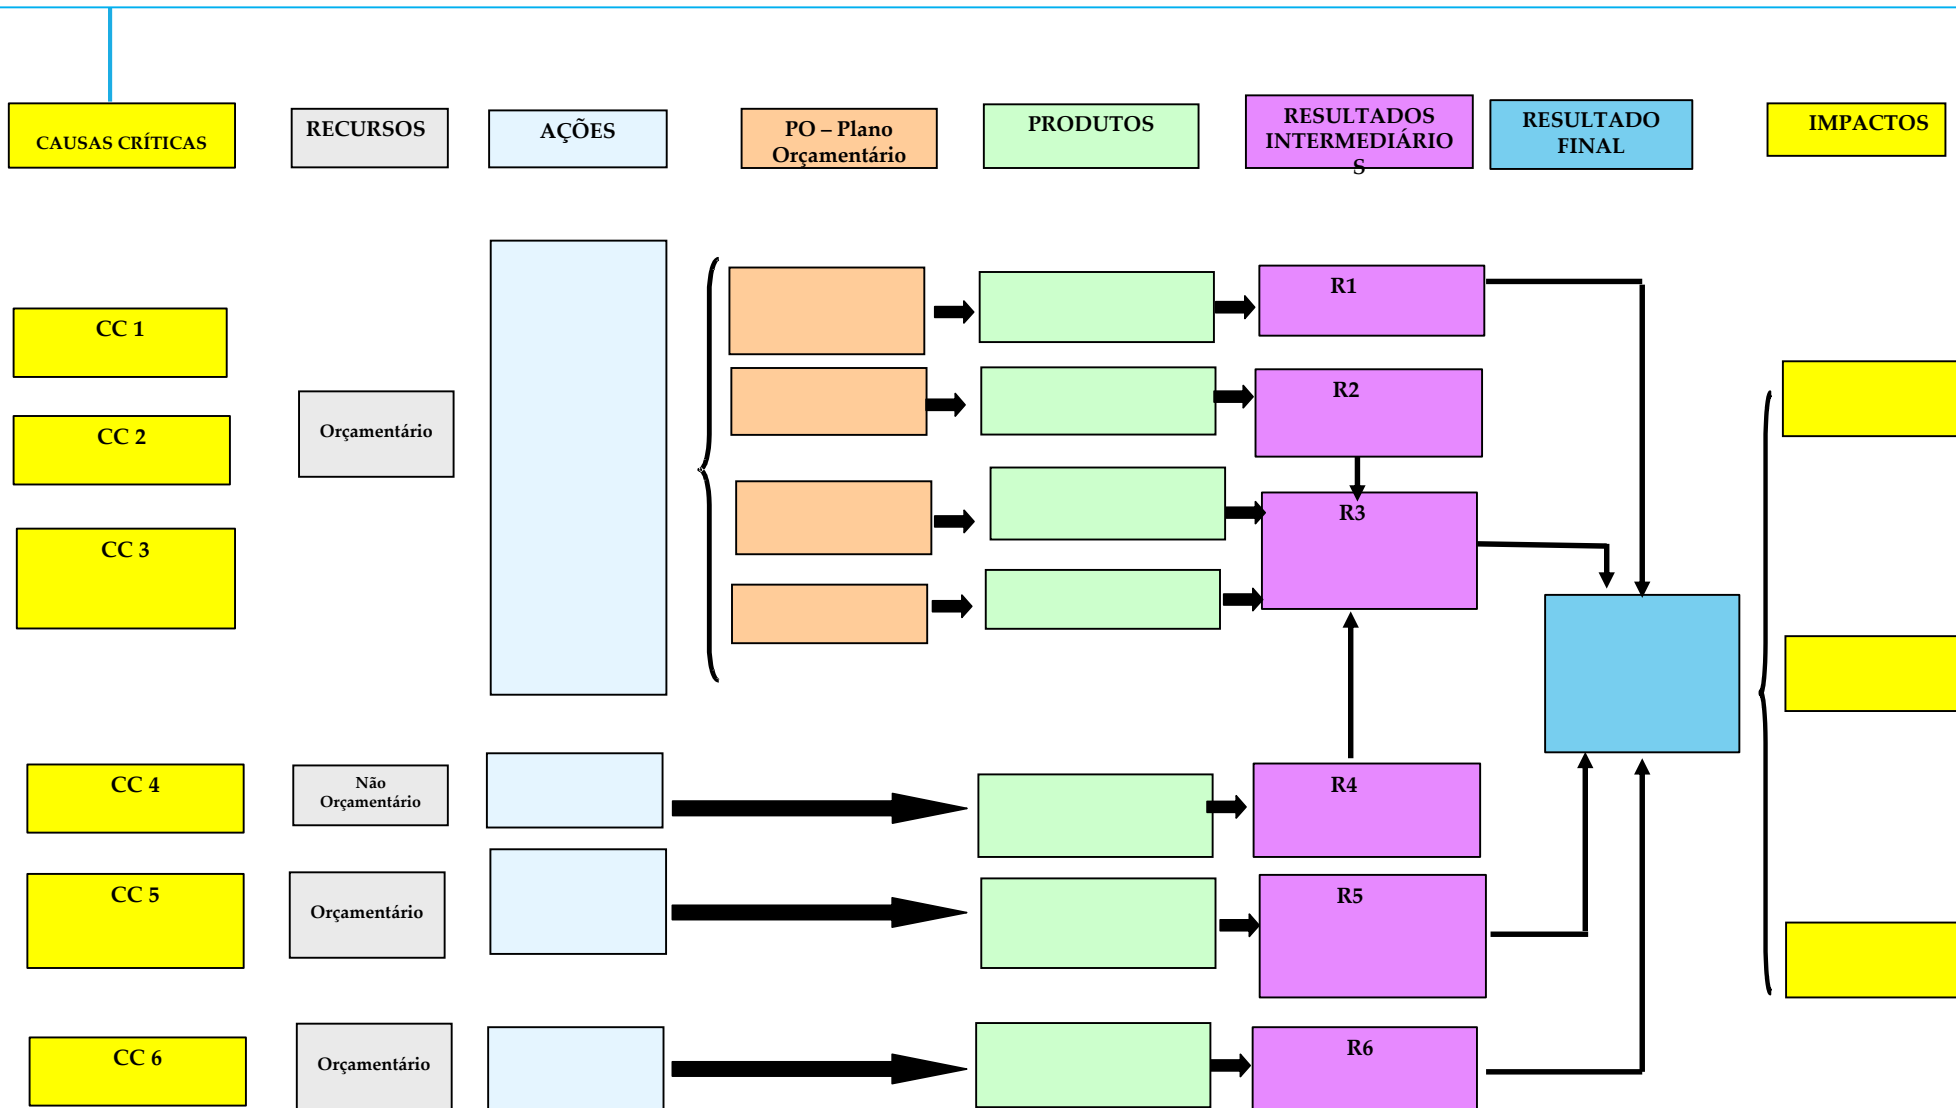 CAUSAS CRÍTICAS
RECURSOS
AÇÕES
PO – Plano
Orçamentário
PRODUTOS
RESULTADOS
INTERMEDIÁRIO
S
RESULTADO
FINAL
IMPACTOS
CC 1
CC 2
CC 3
Orçamentário
R1
R2
R3
CC 4
Não
Orçamentário
R4
CC 5
Orçamentário
R5
CC 6
Orçamentário
R6